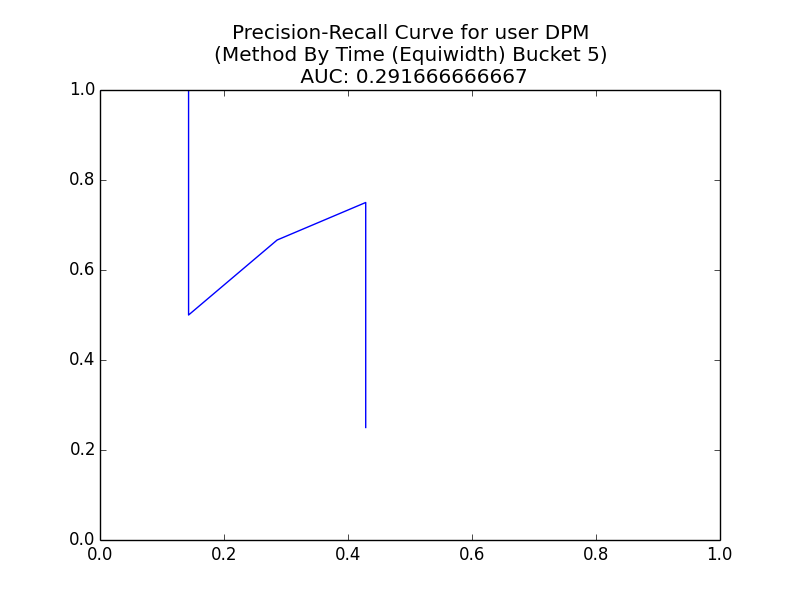 Precision-Recall Curve for user DPM
(Method By Time (Equiwidth) Bucket 5)
AUC: 0.291666666667
1.0
0.8
0.6
0.4
0.2
0.0
0.0 0.2 0.4 0.6 0.8 1.0